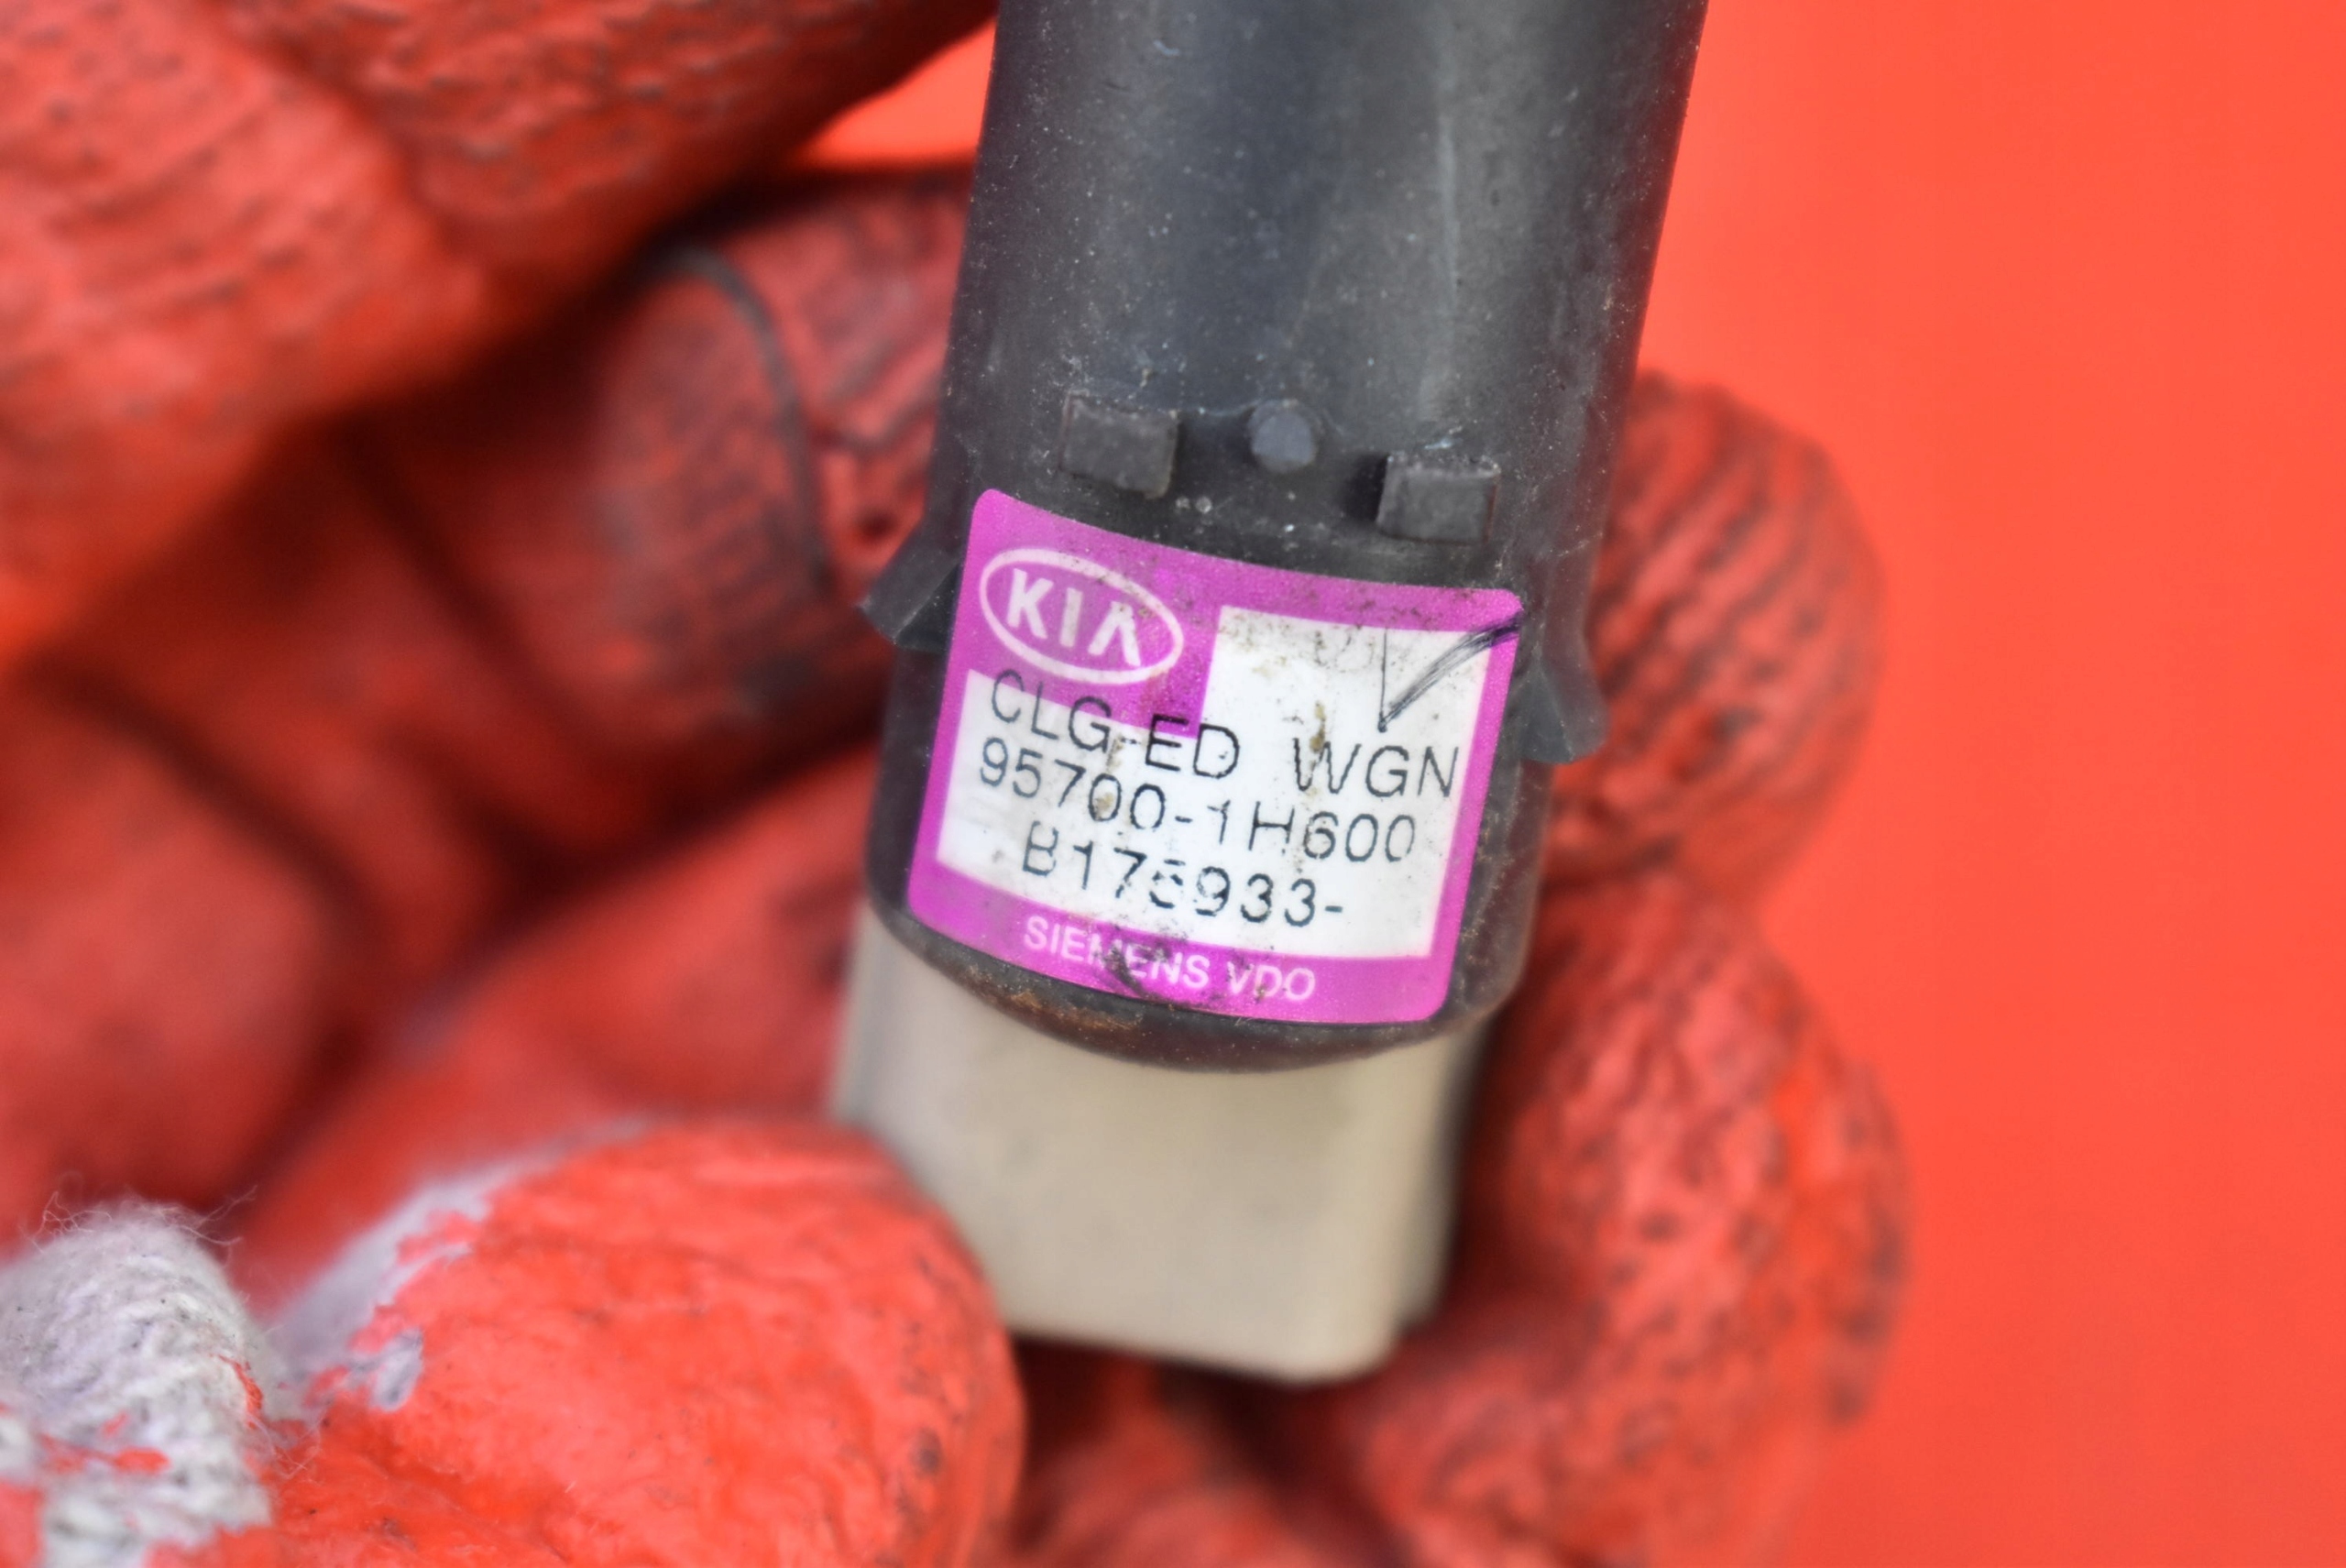 KIA
CLG-ED WGN
95700-1H600
B175933-
SIEMENS VDO